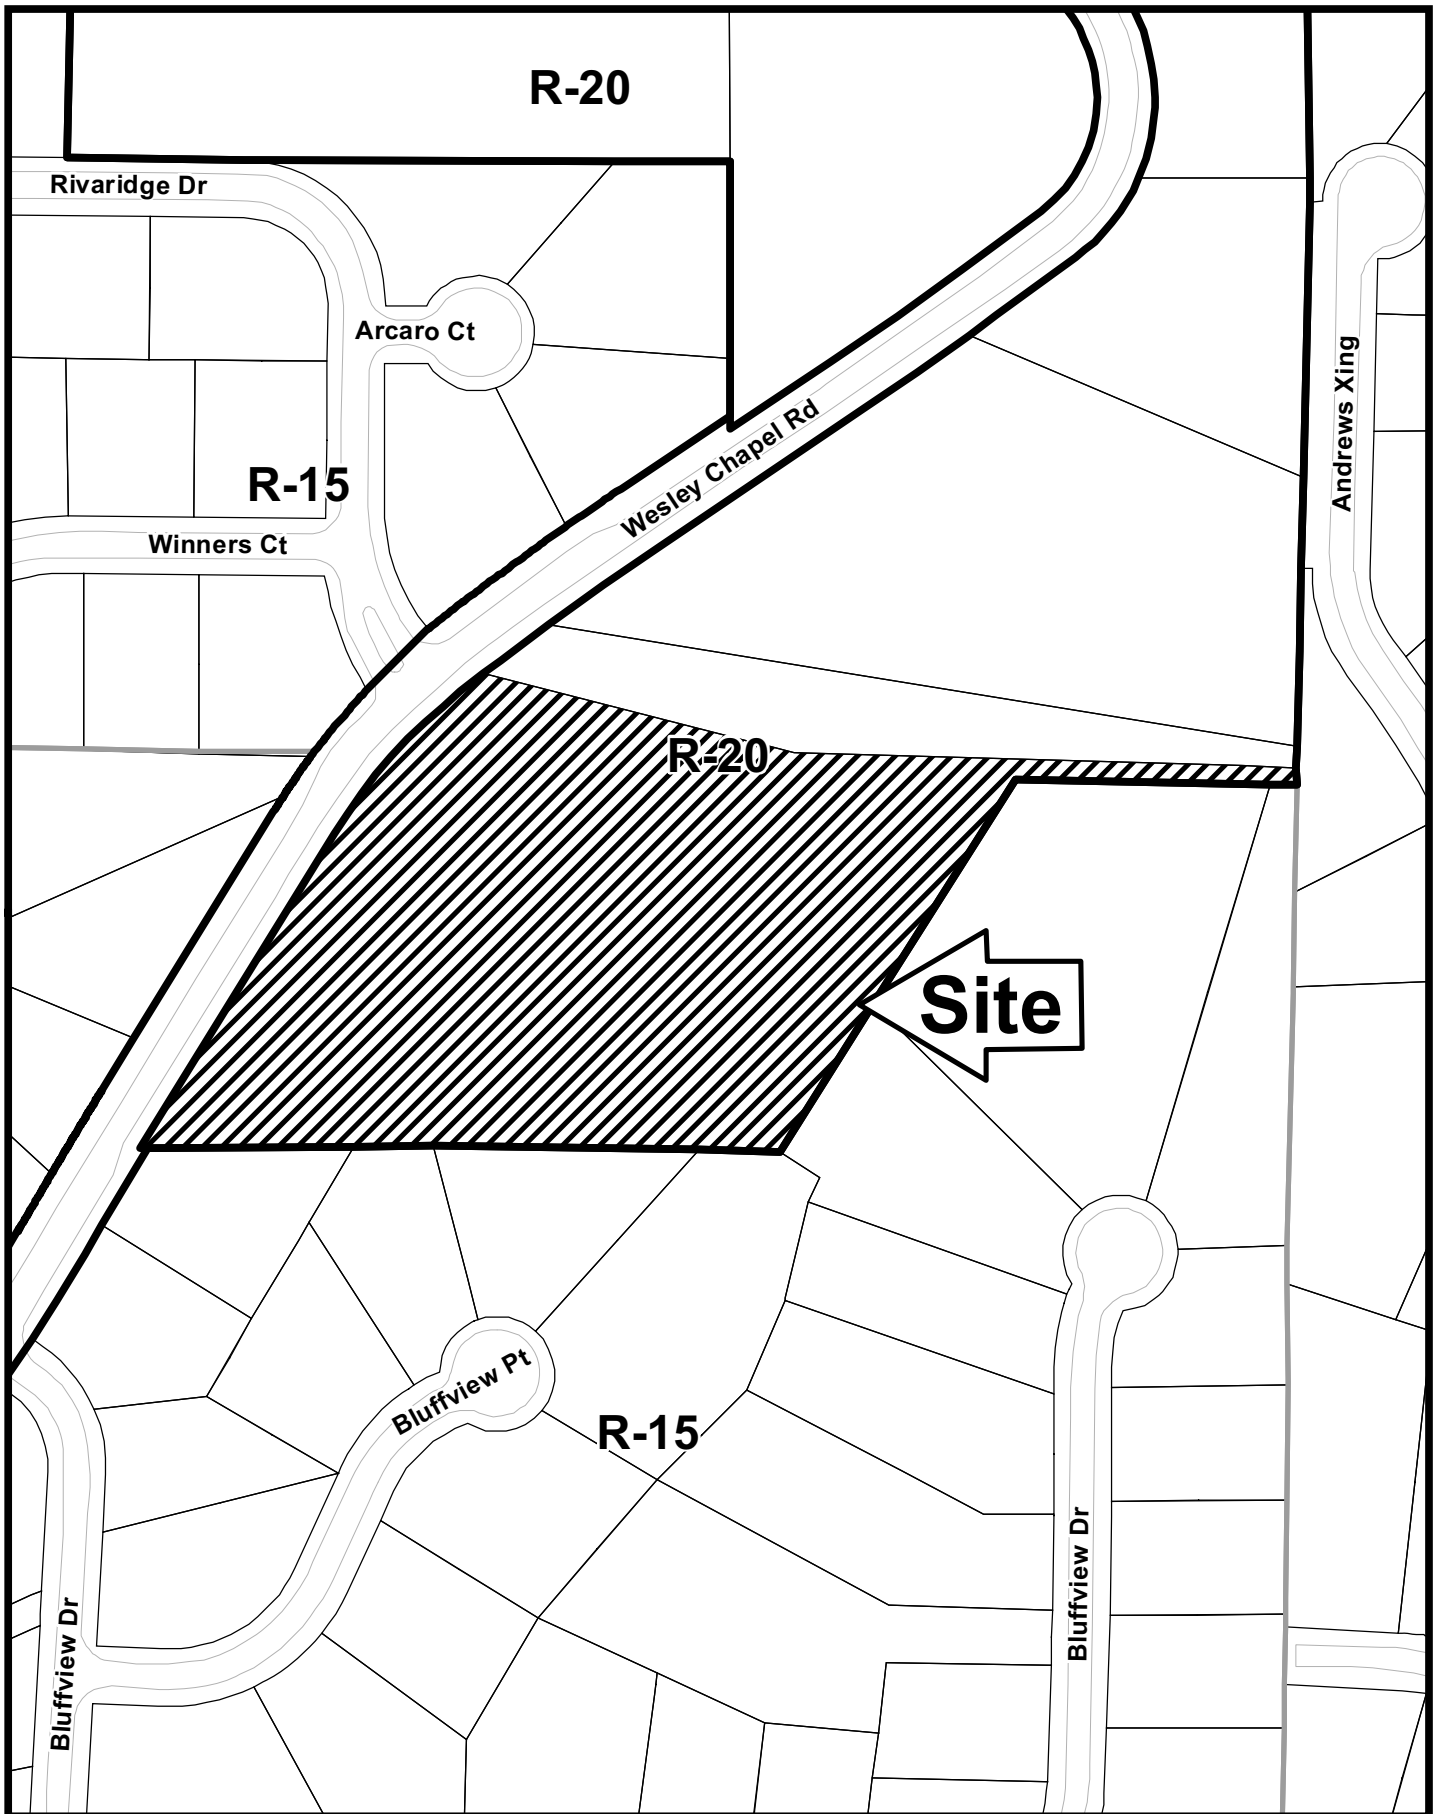 R-20
Rivaridge Dr
Arcaro Ct
Andrews Xing
Wesley Chapel Rd
R-15
Winners Ct
R-20
Site
Bluffview Pt
R-15
Bluffview Dr
Bluffview Dr